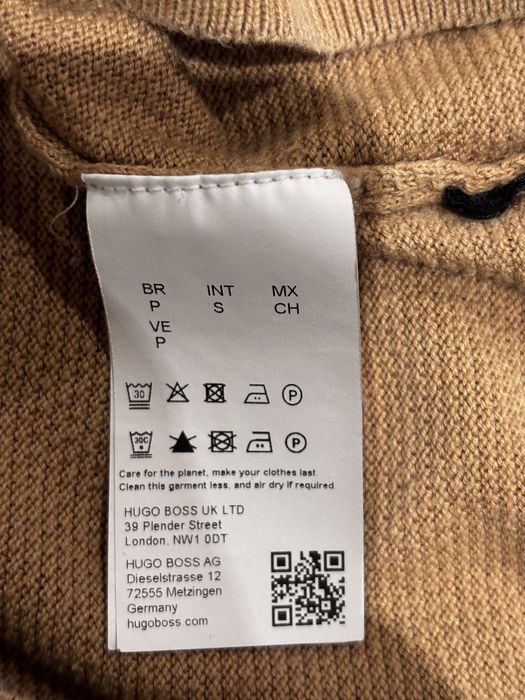 BR INT MX
P S CH
VE
P
30 P
30C P
Care for the planet, make your clothes last.
Clean this garment less, and air dry if required
HUGO BOSS UK LTD
39 Plender Street
London, NW1 0DT
HUGO BOSS AG
Dieselstrasse 12
72555 Metzingen
Germany
hugoboss.com